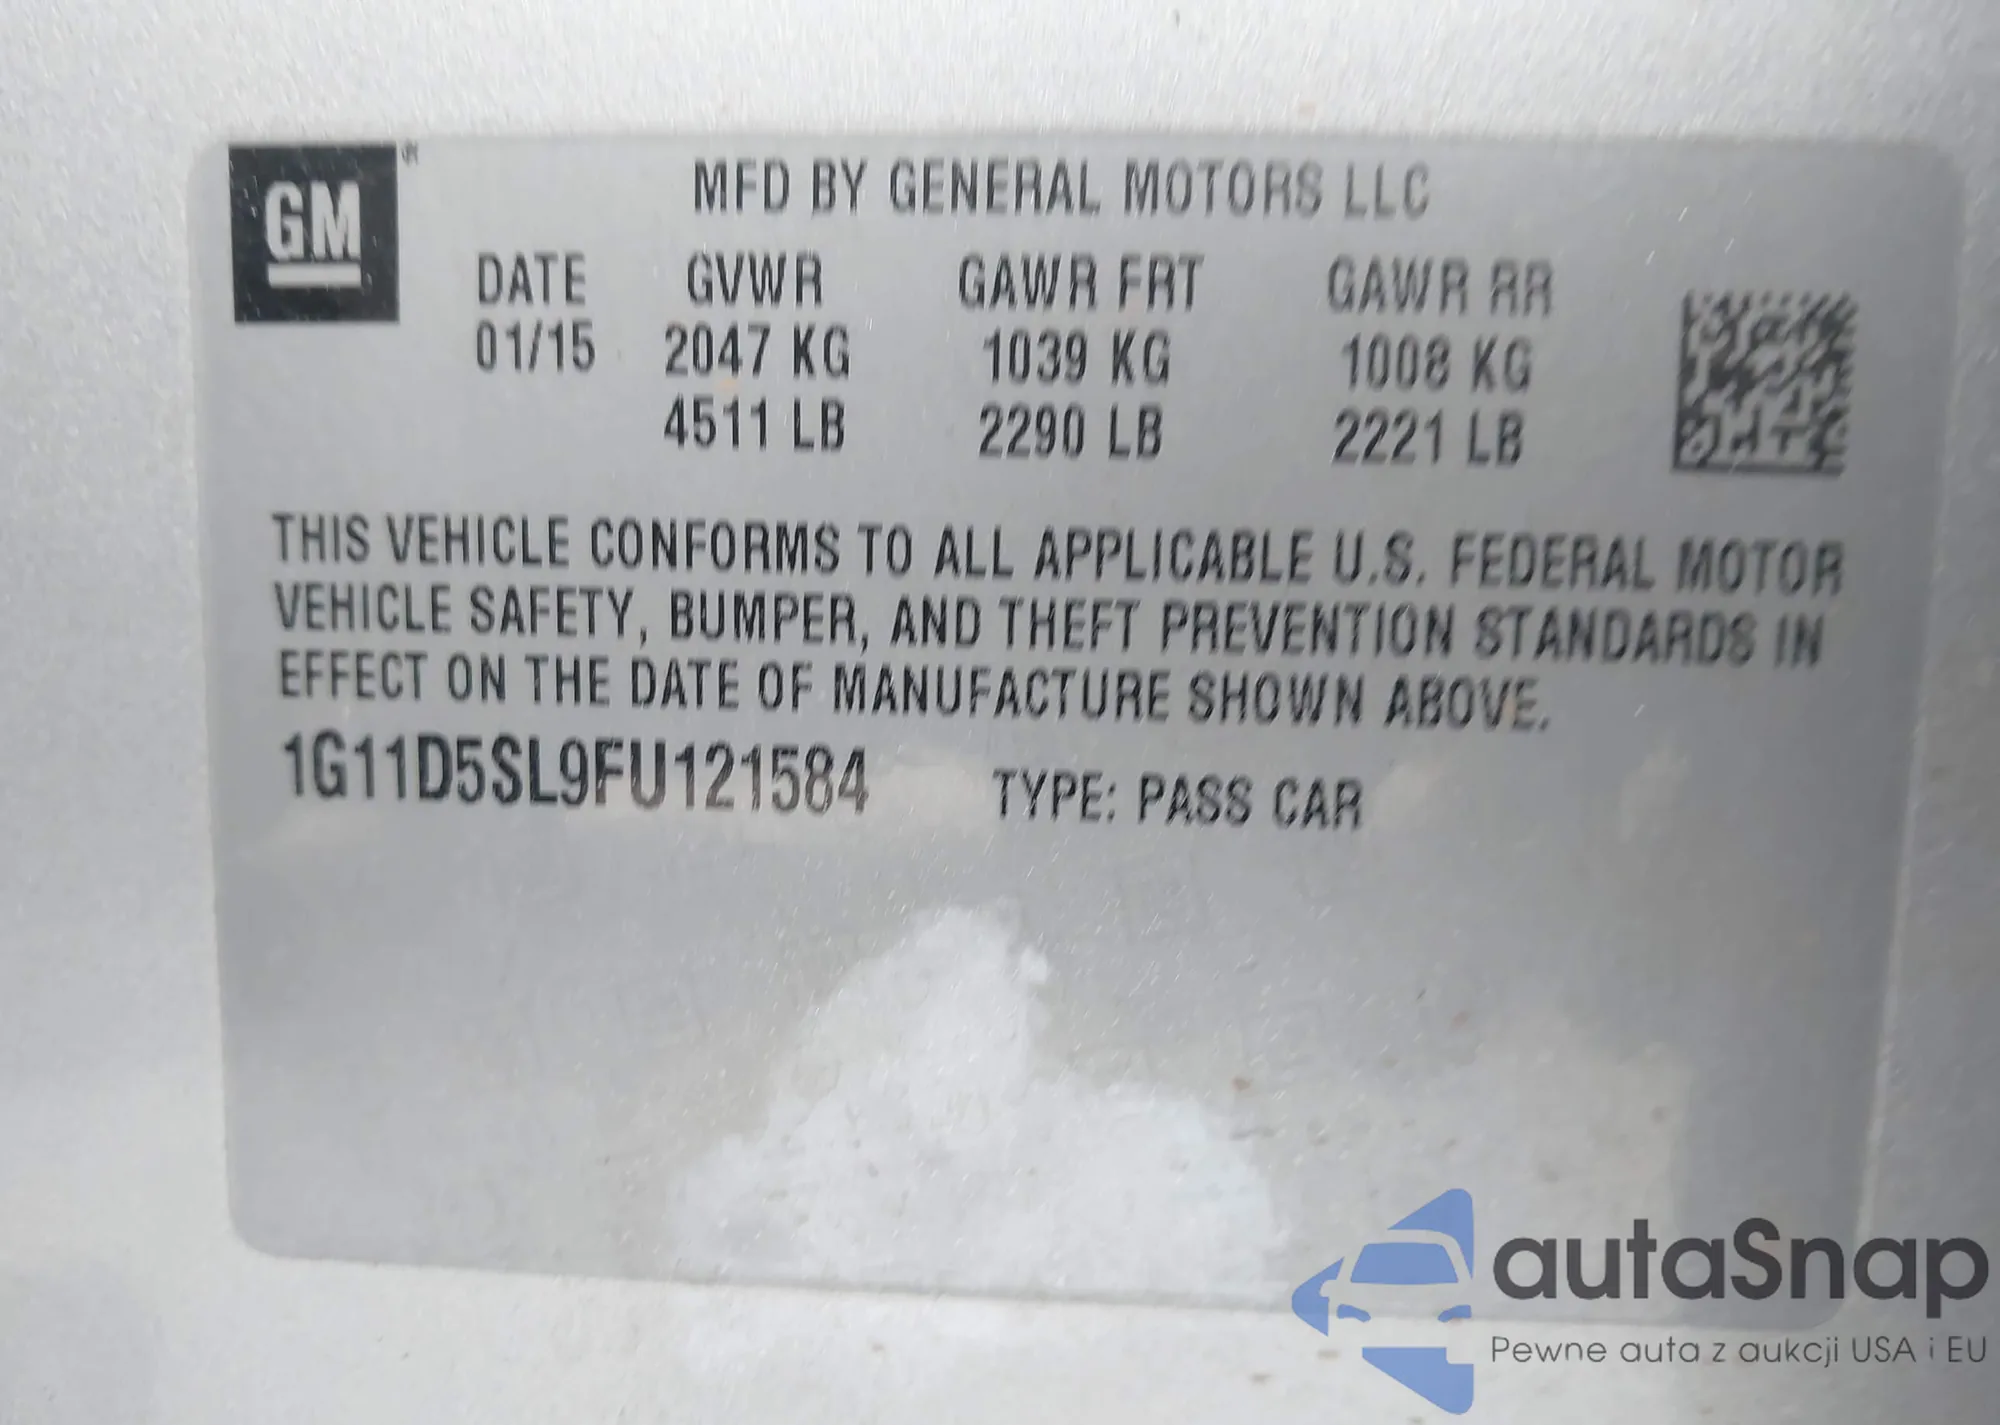 GM
MFD BY GENERAL MOTORS LLC
DATE GVWR GAWR FRT GAWR RR
01/15 2047 KG 1039 KG 1008 KG
4511 LB 2290 LB 2221 LB
THIS VEHICLE CONFORMS TO ALL APPLICABLE U.S. FEDERAL MOTOR
VEHICLE SAFETY, BUMPER, AND THEFT PREVENTION STANDARDS IN
EFFECT ON THE DATE OF MANUFACTURE SHOWN ABOVE.
1G11D5SL9FU121584 TYPE: PASS CAR
autaSnap
Pewne auta z aukcji USA i EU